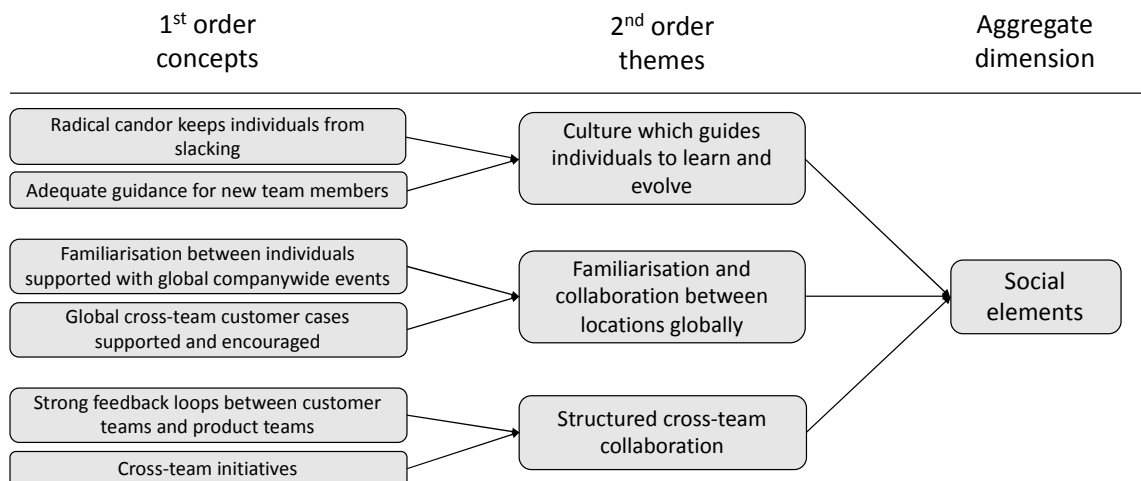 1st order
concepts
2nd order
themes
Aggregate
dimension
Radical candor keeps individuals from
slacking
Adequate guidance for new team members
Culture which guides
individuals to learn and
evolve
Familiarisation between individuals
supported with global companywide events
Global cross-team customer cases
supported and encouraged
Familiarisation and
collaboration between
locations globally
Strong feedback loops between customer
teams and product teams
Cross-team initiatives
Structured cross-team
collaboration
Social
elements